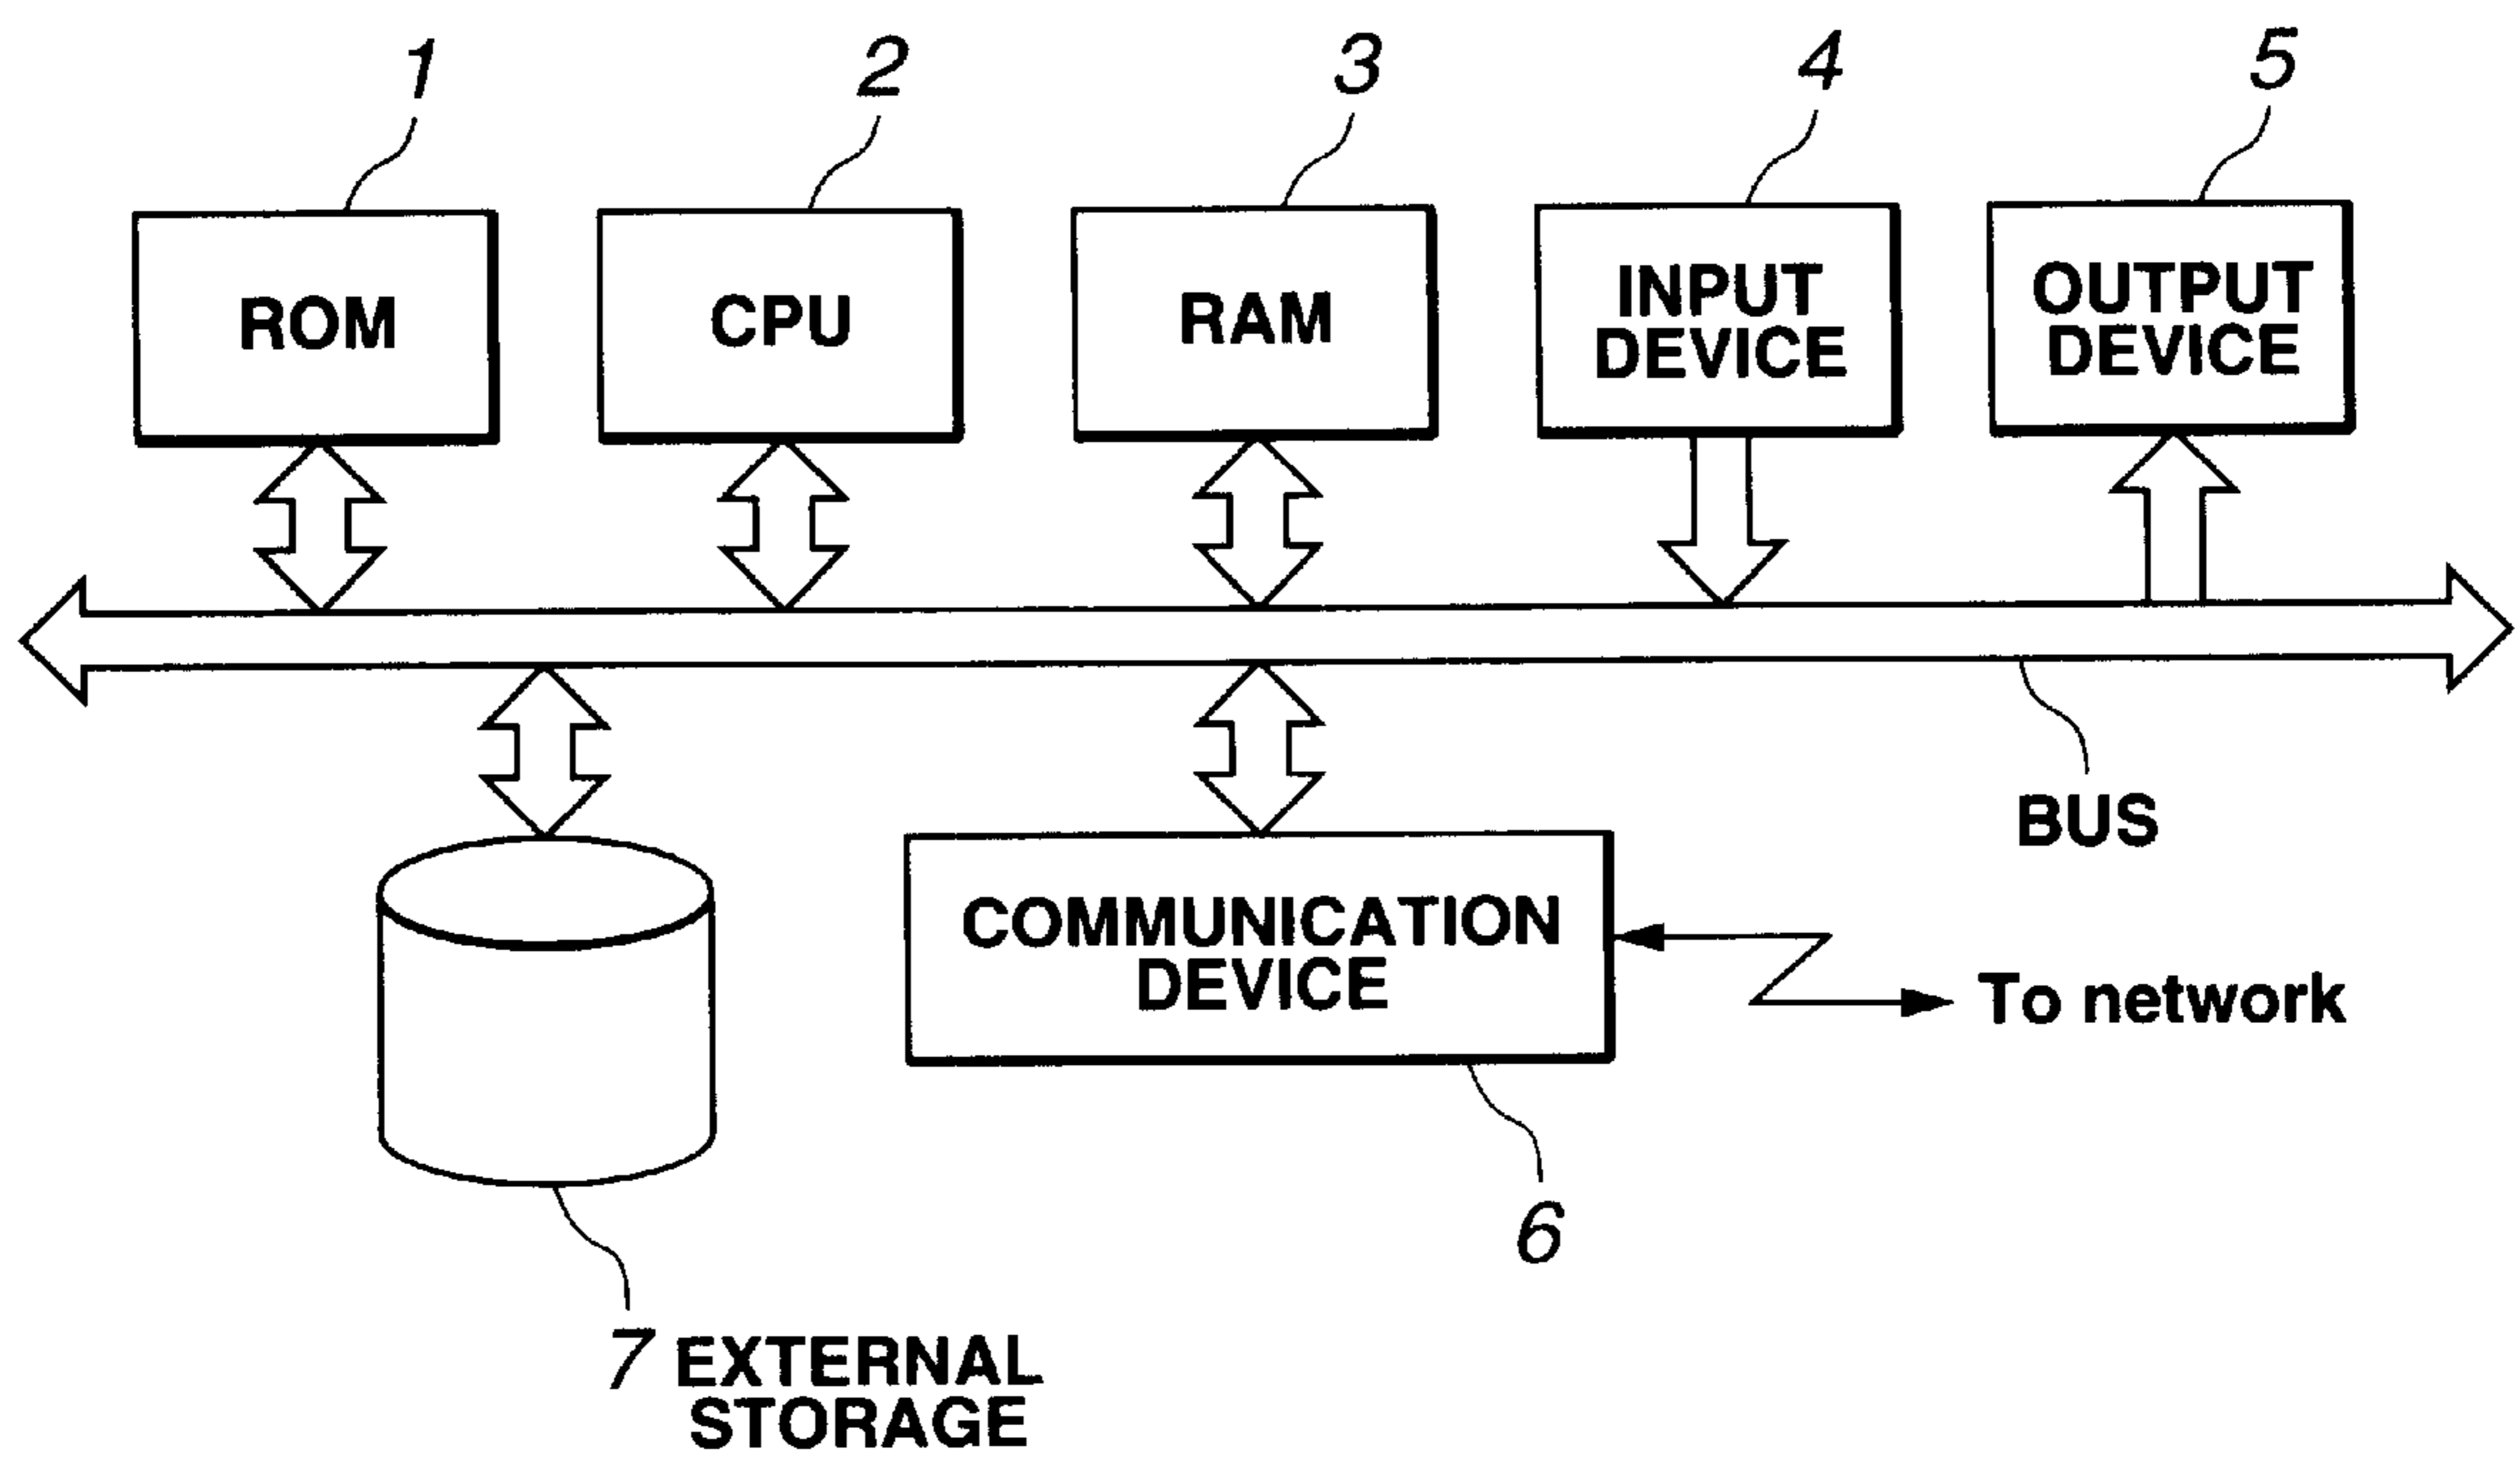 1
2
3
4
5
ROM
CPU
RAM
INPUT
DEVICE
OUTPUT
DEVICE
BUS
COMMUNICATION
DEVICE
To network
6
7 EXTERNAL
STORAGE